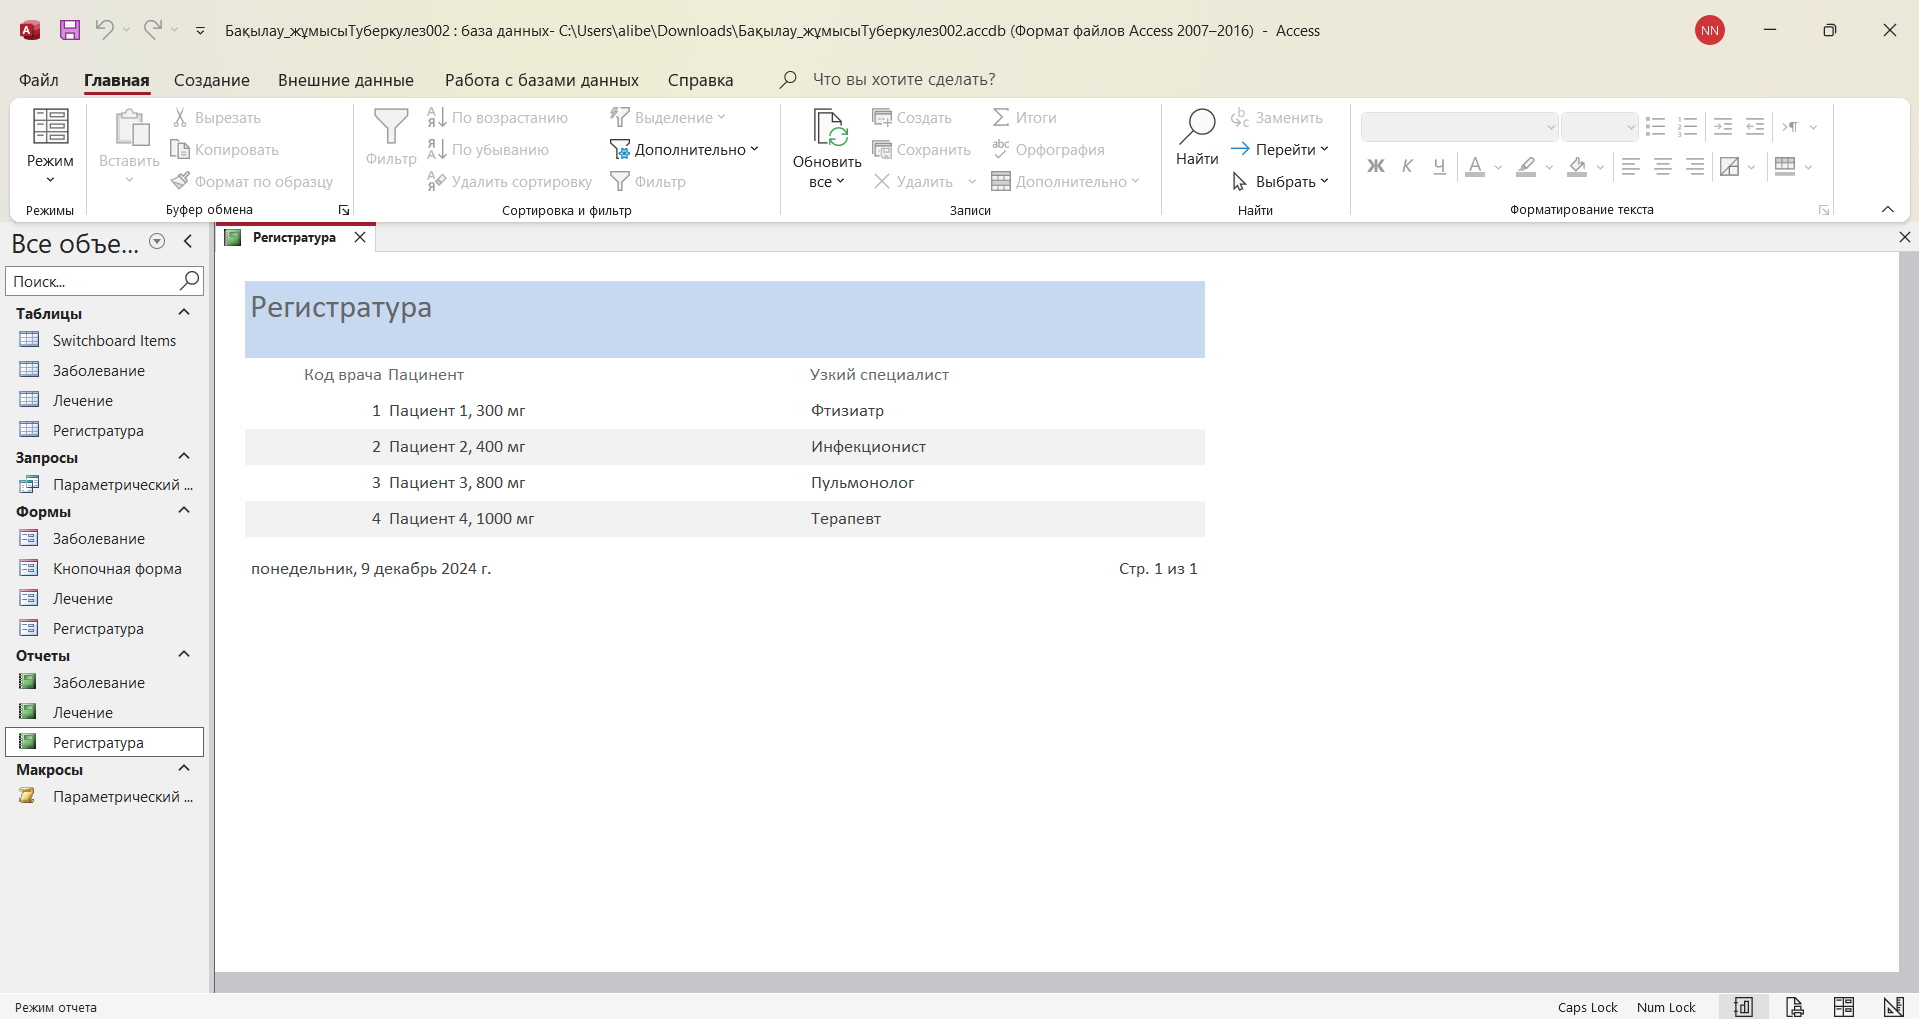 Бақылау_жұмысыТуберкулез002 : база данных- C:\Users\alibe\Downloads\Бақылау_жұмысыТуберкулез002.accdb (Формат файлов Access 2007–2016) - Access
NN
Файл Главная Создание Внешние данные Работа с базами данных Справка Что вы хотите сделать?
Режим
Режимы
Вставить
Вырезать
Копировать
Формат по образцу
Буфер обмена
Фильтр
По возрастанию
По убыванию
Удалить сортировку
Выделение
Дополнительно
Фильтр
Сортировка и фильтр
Обновить
все
Создать
Сохранить
Удалить
Итоги
Орфография
Дополнительно
Записи
Найти
Заменить
Перейти
Выбрать
Найти
Ж К Ч А
Форматирование текста
Все объе...
Поиск...
Таблицы
Switchboard Items
Заболевание
Лечение
Регистратура
Запросы
Параметрический ...
Формы
Заболевание
Кнопочная форма
Лечение
Регистратура
Отчеты
Заболевание
Лечение
Регистратура
Макросы
Параметрический ...
Регистратура
Регистратура
Код врача Пацинент Узкий специалист
1 Пациент 1, 300 мг Фтизиатр
2 Пациент 2, 400 мг Инфекционист
3 Пациент 3, 800 мг Пульмонолог
4 Пациент 4, 1000 мг Терапевт
понедельник, 9 декабрь 2024 г. Стр. 1 из 1
Режим отчета Caps Lock Num Lock